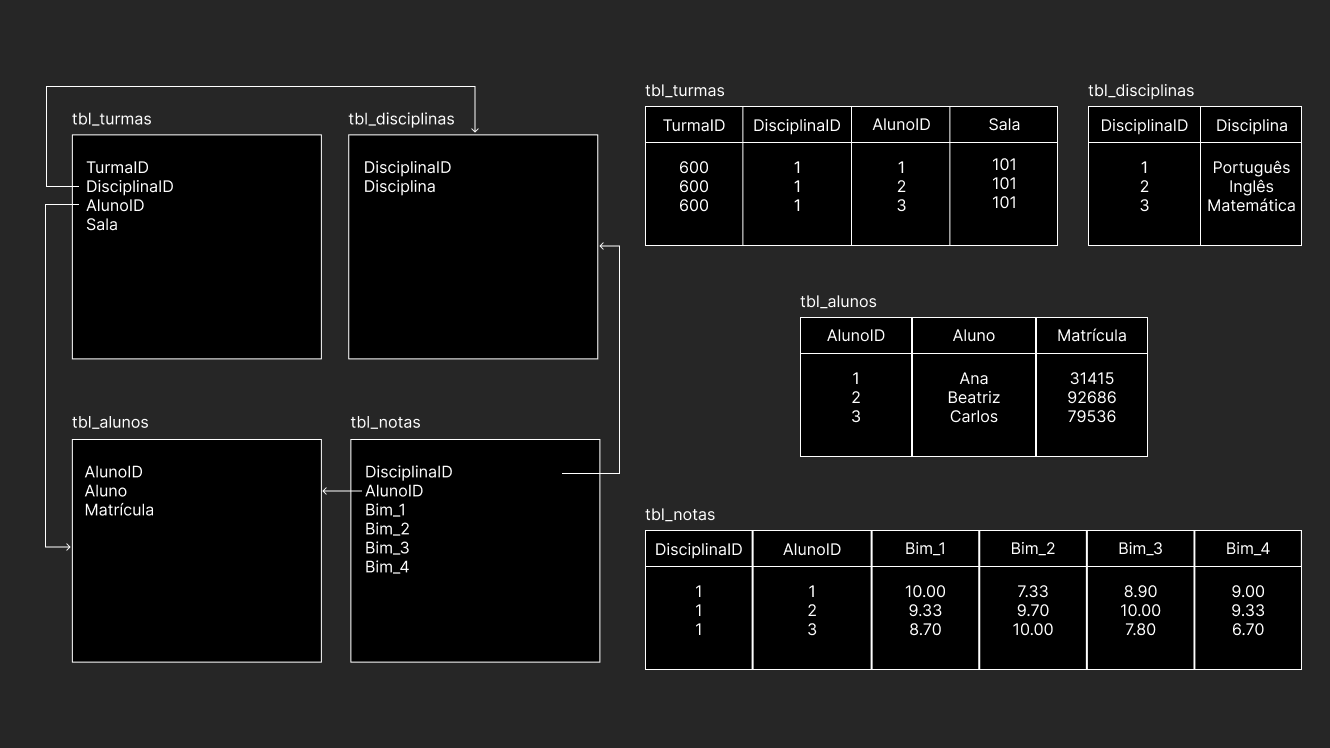 tbl_turmas
TurmaID
DisciplinaID
AlunoID
Sala
tbl_disciplinas
DisciplinaID
Disciplina
tbl_alunos
AlunoID
Aluno
Matrícula
tbl_notas
DisciplinaID
AlunoID
Bim_1
Bim_2
Bim_3
Bim_4
tbl_turmas
TurmaID DisciplinaID AlunoID Sala
600 1 1 101
600 1 2 101
600 1 3 101
tbl_disciplinas
DisciplinaID Disciplina
1 Português
2 Inglês
3 Matemática
tbl_alunos
AlunoID Aluno Matrícula
1 Ana 31415
2 Beatriz 92686
3 Carlos 79536
tbl_notas
DisciplinaID AlunoID Bim_1 Bim_2 Bim_3 Bim_4
1 1 10.00 7.33 8.90 9.00
1 2 9.33 9.70 10.00 9.33
1 3 8.70 10.00 7.80 6.70